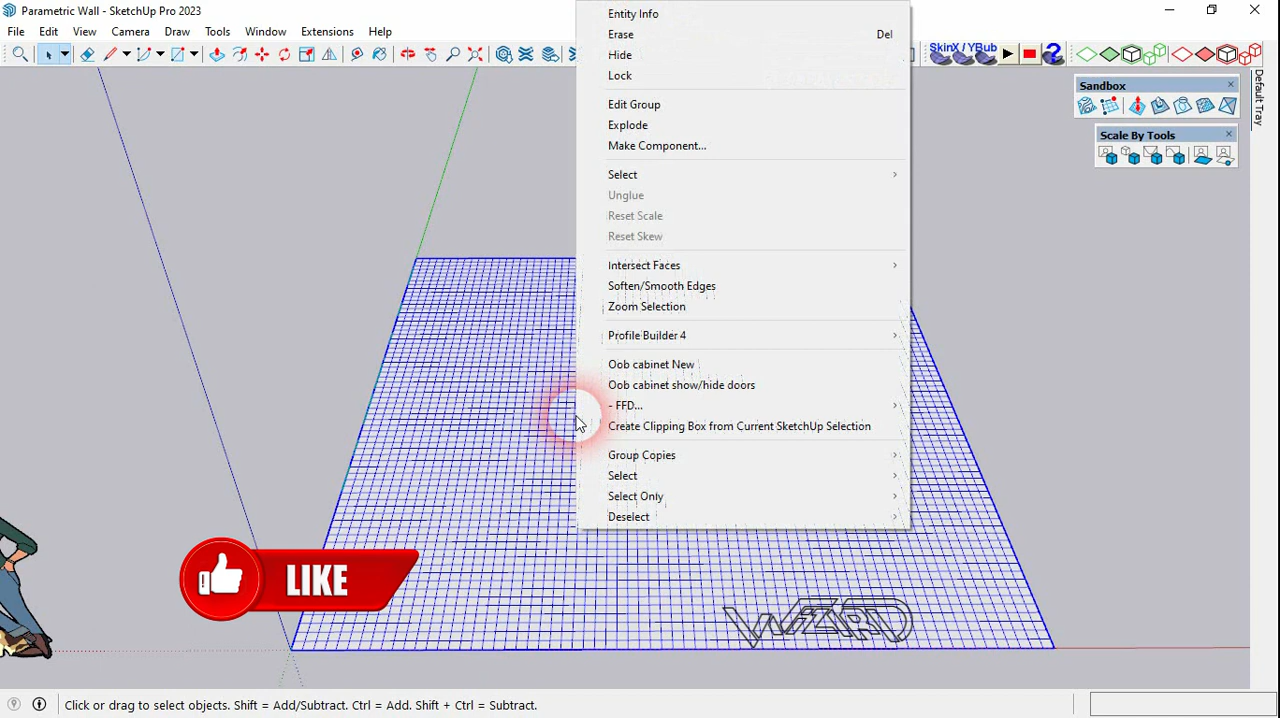 Parametric Wall - SketchUp Pro 2023
File Edit View Camera Draw Tools Window Extensions Help
SkinX / YBub
Entity Info
Erase Del
Hide
Lock
Edit Group
Explode
Make Component...
Select
Unglue
Reset Scale
Reset Skew
Intersect Faces
Soften/Smooth Edges
Zoom Selection
Profile Builder 4
Oob cabinet New
Oob cabinet show/hide doors
- FFD...
Create Clipping Box from Current SketchUp Selection
Group Copies
Select
Select Only
Deselect
Sandbox
Scale By Tools
Default Tray
LIKE
Click or drag to select objects. Shift = Add/Subtract. Ctrl = Add. Shift + Ctrl = Subtract.